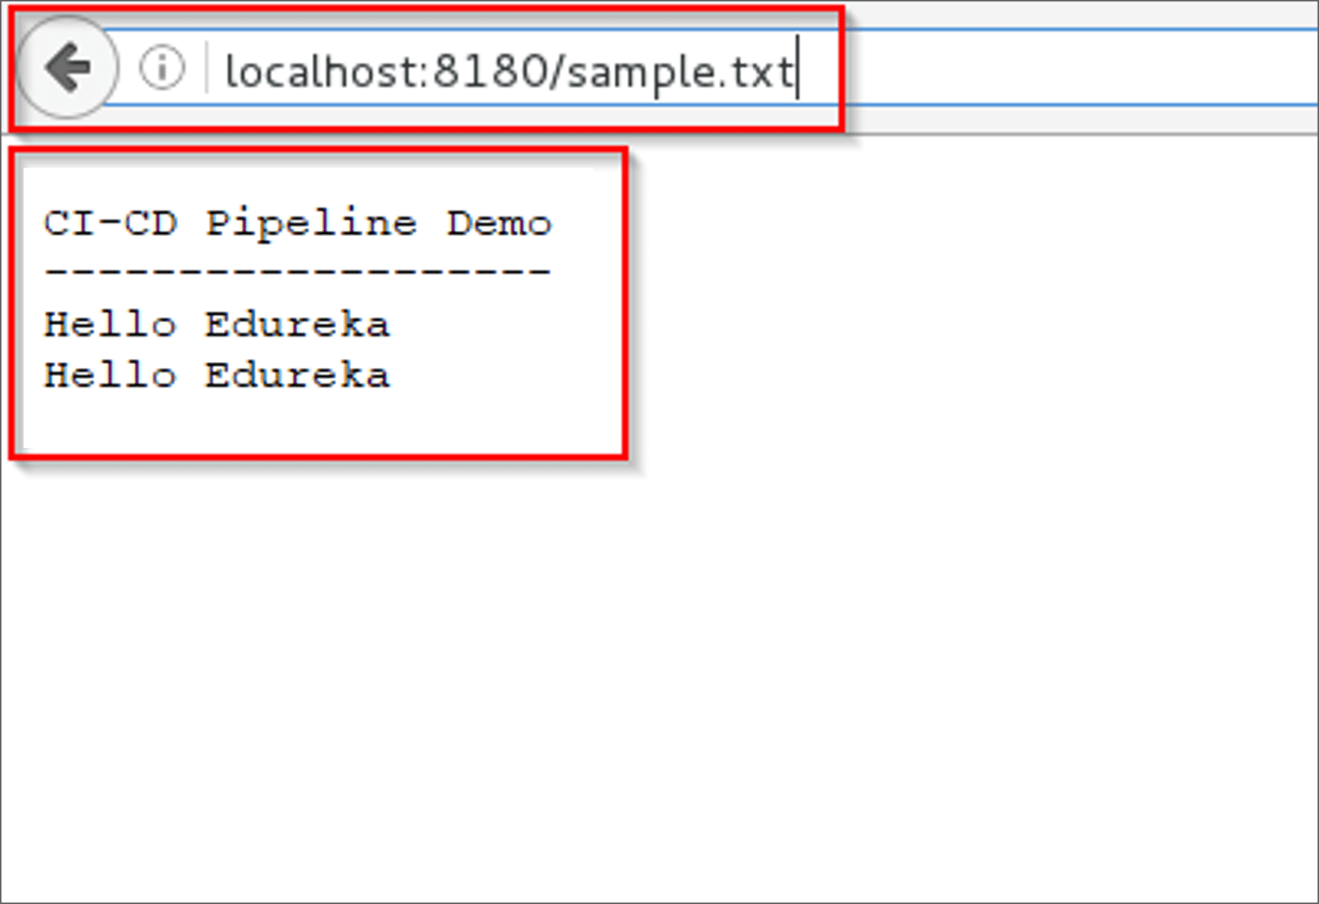 localhost:8180/sample.txt
CI-CD Pipeline Demo
-------------------
Hello Edureka
Hello Edureka